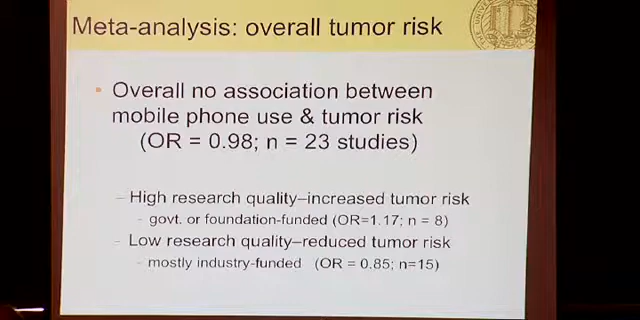 Meta-analysis: overall tumor risk
Overall no association between
mobile phone use & tumor risk
(OR = 0.98; n = 23 studies)
– High research quality–increased tumor risk
- govt. or foundation-funded (OR=1.17; n = 8)
– Low research quality–reduced tumor risk
- mostly industry-funded (OR = 0.85; n=15)